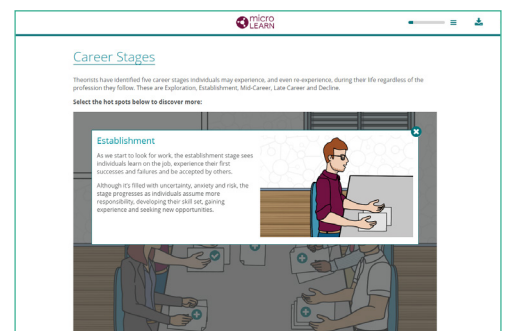 micro
LEARN
Career Stages
Theorists have identified five career stages individuals may experience, and even re-experience, during their life regardless of the
profession they follow. These are Exploration, Establishment, Mid-Career, Late Career and Decline.
Select the hot spots below to discover more:
Establishment
As we start to look for work, the establishment stage sees
individuals learn on the job, experience their first
successes and failures and be accepted by others.
Although it's filled with uncertainty, anxiety and risk, the
stage progresses as individuals assume more
responsibility, developing their skill set, gaining
experience and seeking new opportunities.